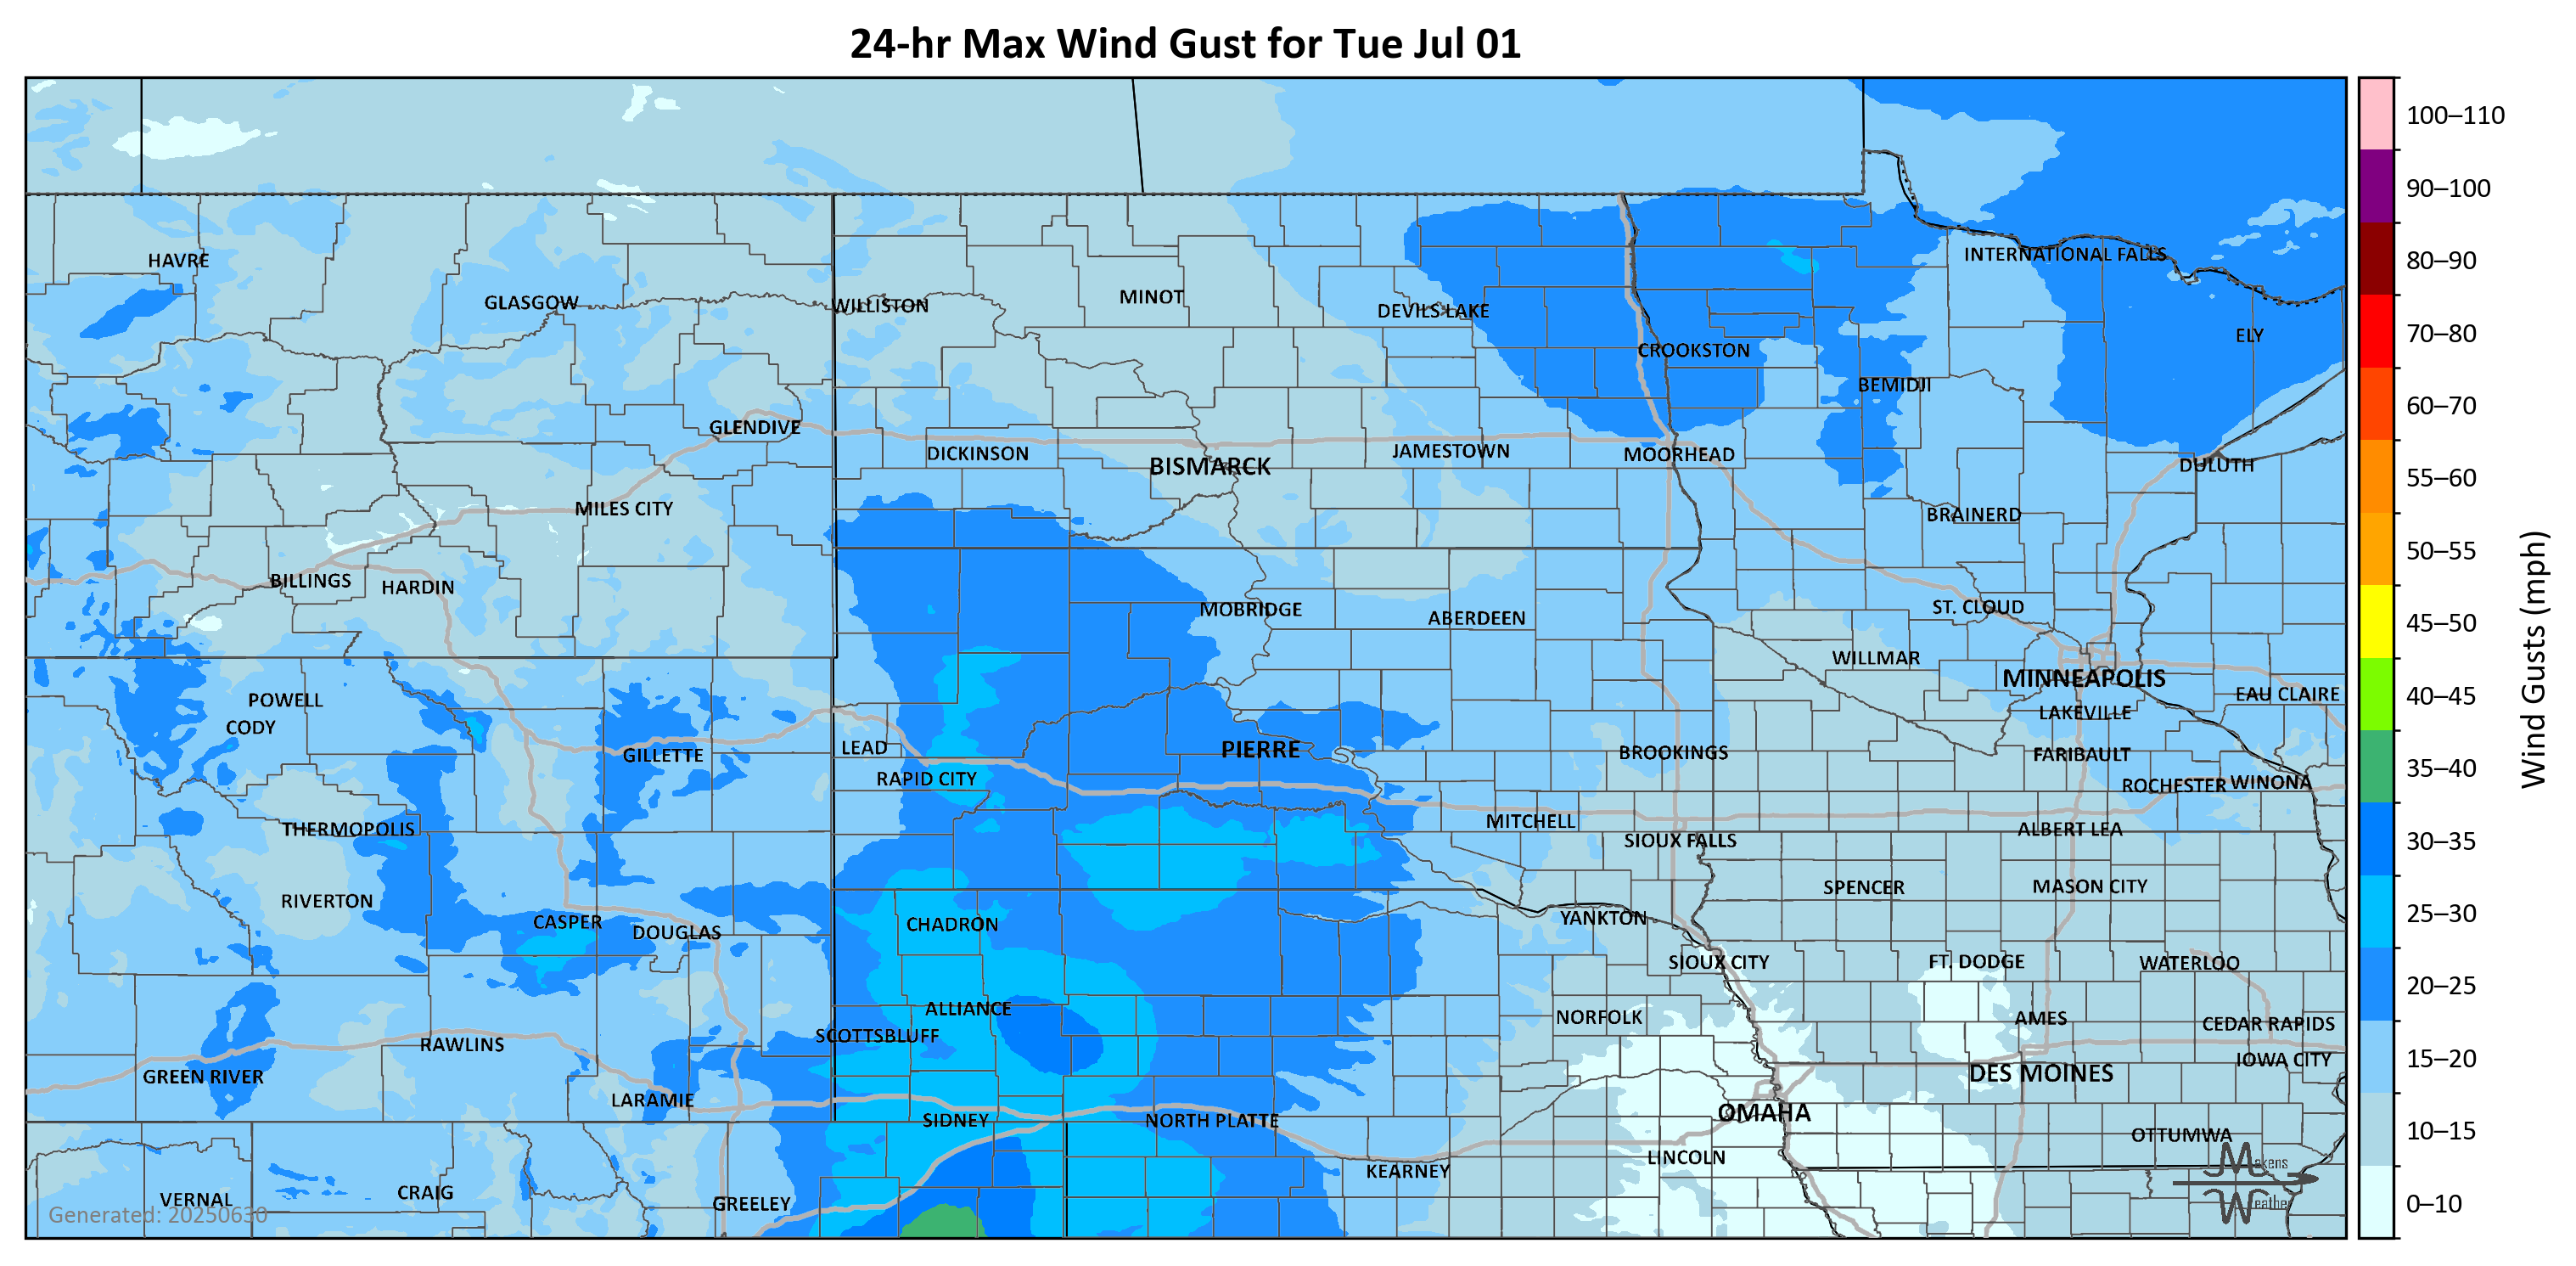 24-hr Max Wind Gust for Tue Jul 01
100–110
90–100
80–90
70–80
60–70
55–60
50–55
45–50
40–45
35–40
30–35
25–30
20–25
15–20
10–15
0–10
Wind Gusts (mph)
HAVRE
GLASGOW
WILLISTON
MINOT
DEVILS LAKE
CROOKSTON
INTERNATIONAL FALLS
ELY
BEMIDJI
GLENDIVE
DICKINSON
BISMARCK
JAMESTOWN
MOORHEAD
DULUTH
MILES CITY
BRAINERD
BILLINGS
HARDIN
MOBRIDGE
ABERDEEN
ST. CLOUD
WILLMAR
MINNEAPOLIS
EAU CLAIRE
POWELL
CODY
LAKEVILLE
GILLETTE
LEAD
PIERRE
BROOKINGS
FARIBAULT
RAPID CITY
ROCHESTER
WINONA
THERMOPOLIS
MITCHELL
SIOUX FALLS
ALBERT LEA
RIVERTON
CASPER
DOUGLAS
CHADRON
YANKTON
SPENCER
MASON CITY
SIOUX CITY
FT. DODGE
WATERLOO
ALLIANCE
SCOTTSBLUFF
NORFOLK
AMES
CEDAR RAPIDS
RAWLINS
IOWA CITY
GREEN RIVER
DES MOINES
LARAMIE
SIDNEY
NORTH PLATTE
OMAHA
OTTUMWA
LINCOLN
KEARNEY
VERNAL
CRAIG
GREELEY
Makens
Weather
Generated: 20250630